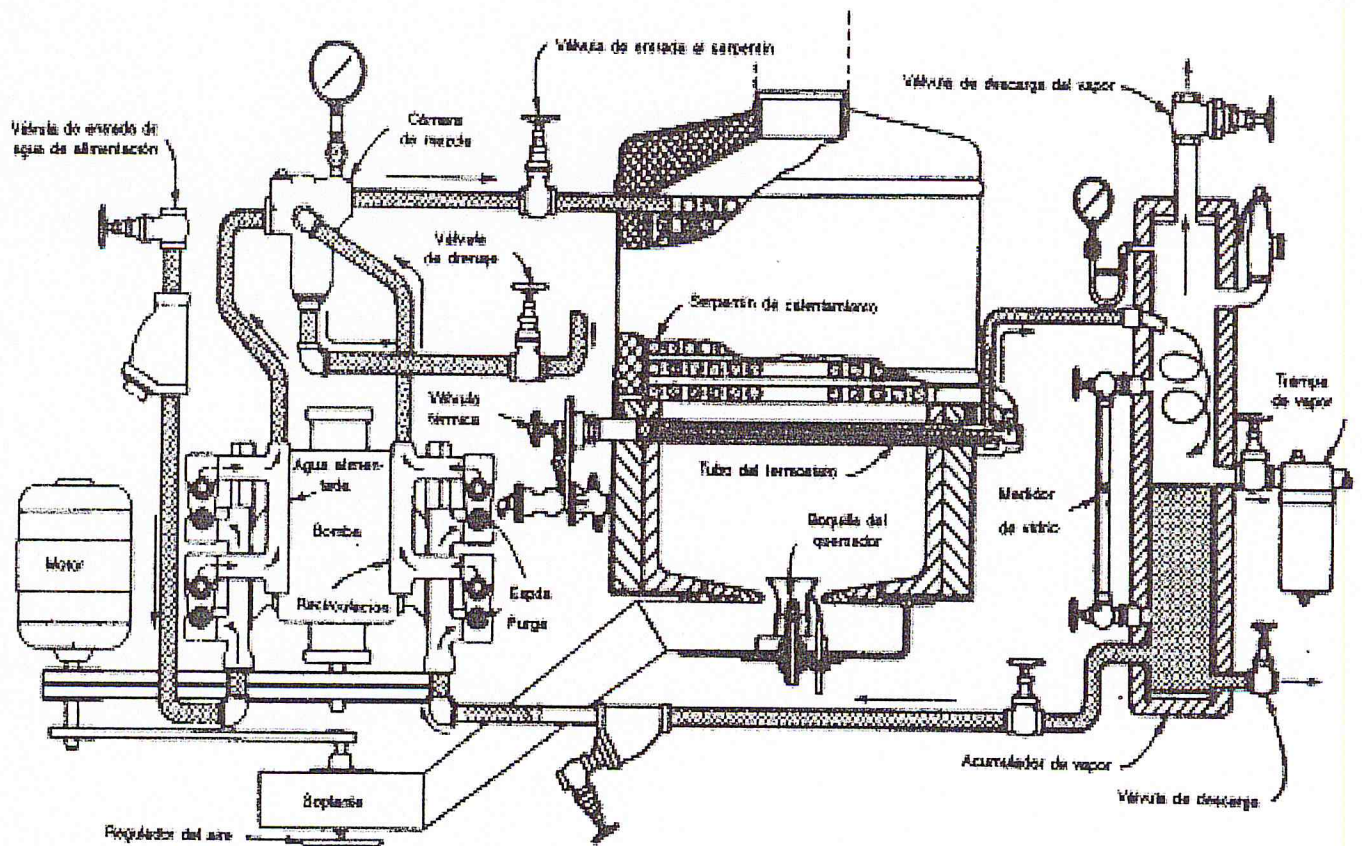 Válvula de entrada al serpentín
Válvula de descarga del vapor
Válvula de entrada de
agua de alimentación
Cámara
de mezcla
Válvula
de drenaje
Serpentín de calentamiento
Válvula
térmica
Trampa
de vapor
Tubo del termostato
Medidor
de vidrio
Agua alimen-
tada
Bomba
Boquilla del
quemador
Motor
Recirculación
Purga
Acumulador de vapor
Válvula de descarga
Soplante
Regulador del aire